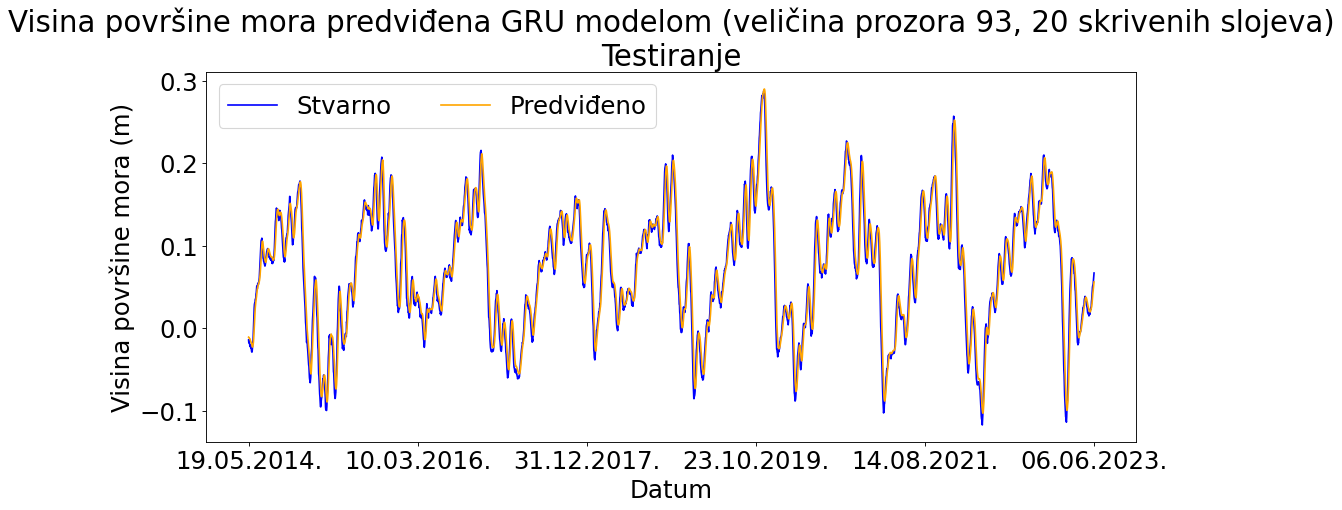 Visina površine mora predviđena GRU modelom (veličina prozora 93, 20 skrivenih slojeva)
Testiranje
Stvarno
Predviđeno
Visina površine mora (m)
0.3
0.2
0.1
0.0
−0.1
19.05.2014.
10.03.2016.
31.12.2017.
23.10.2019.
14.08.2021.
06.06.2023.
Datum